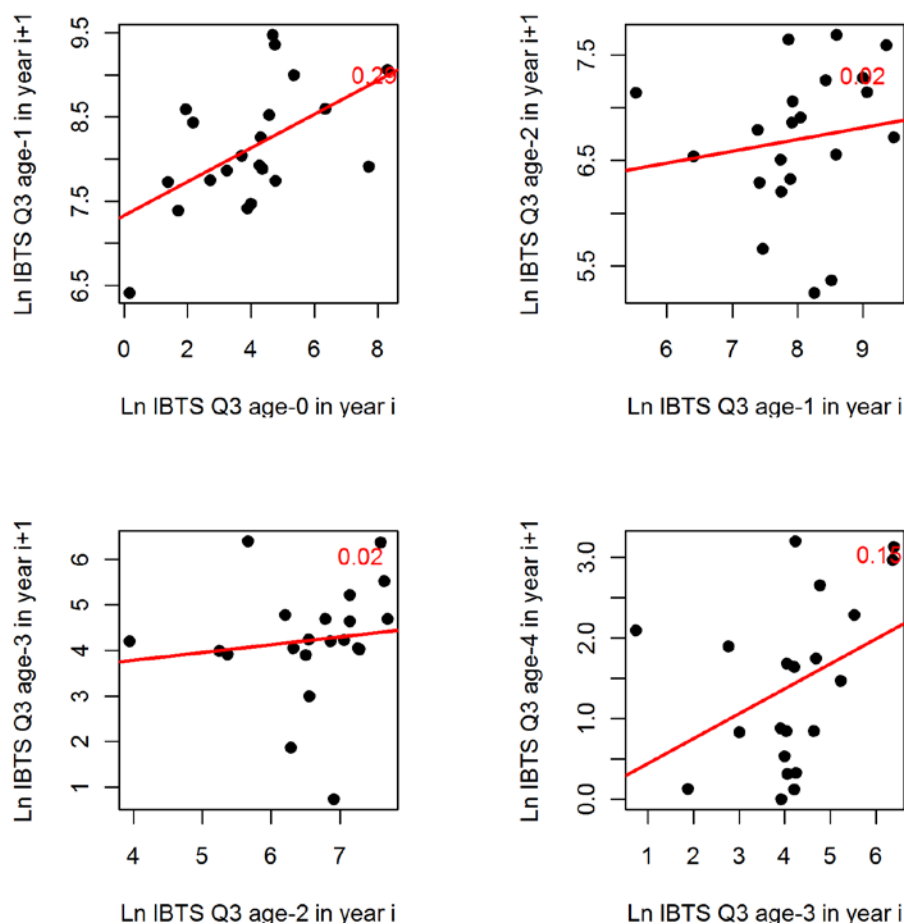 Ln IBTS Q3 age-1 in year i+1
9.5
8.5
7.5
6.5
0.29
0 2 4 6 8
Ln IBTS Q3 age-0 in year i
Ln IBTS Q3 age-2 in year i+1
7.5
6.5
5.5
0.02
6 7 8 9
Ln IBTS Q3 age-1 in year i
Ln IBTS Q3 age-3 in year i+1
6
5
4
3
2
1
0.02
4 5 6 7
Ln IBTS Q3 age-2 in year i
Ln IBTS Q3 age-4 in year i+1
3.0
2.0
1.0
0.0
0.15
1 2 3 4 5 6
Ln IBTS Q3 age-3 in year i